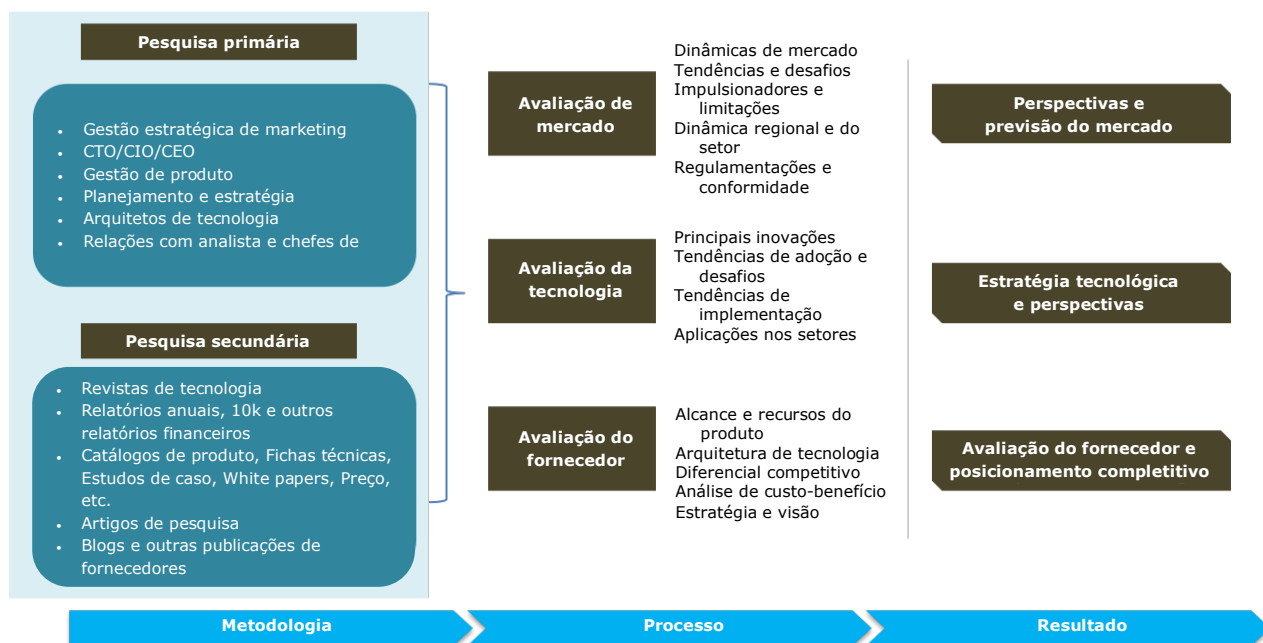 Pesquisa primária
Gestão estratégica de marketing
CTO/CIO/CEO
Gestão de produto
Planejamento e estratégia
Arquitetos de tecnologia
Relações com analista e chefes de
Pesquisa secundária
Revistas de tecnologia
Relatórios anuais, 10k e outros
relatórios financeiros
Catálogos de produto, Fichas técnicas,
Estudos de caso, White papers, Preço,
etc.
Artigos de pesquisa
Blogs e outras publicações de
fornecedores
Avaliação de
mercado
Dinâmicas de mercado
Tendências e desafios
Impulsionadores e
limitações
Dinâmica regional e do
setor
Regulamentações e
conformidade
Perspectivas e
previsão do mercado
Avaliação da
tecnologia
Principais inovações
Tendências de adoção e
desafios
Tendências de
implementação
Aplicações nos setores
Estratégia tecnológica
e perspectivas
Avaliação do
fornecedor
Alcance e recursos do
produto
Arquitetura de tecnologia
Diferencial competitivo
Análise de custo-benefício
Estratégia e visão
Avaliação do fornecedor e
posicionamento completitivo
Metodologia
Processo
Resultado